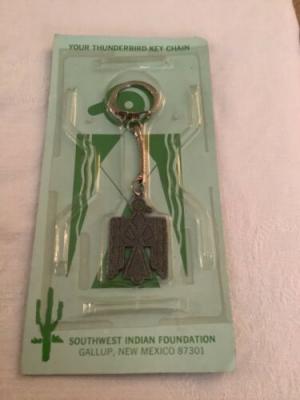 YOUR THUNDERBIRD KEY CHAIN
SOUTHWEST INDIAN FOUNDATION
GALLUP, NEW MEXICO 87301